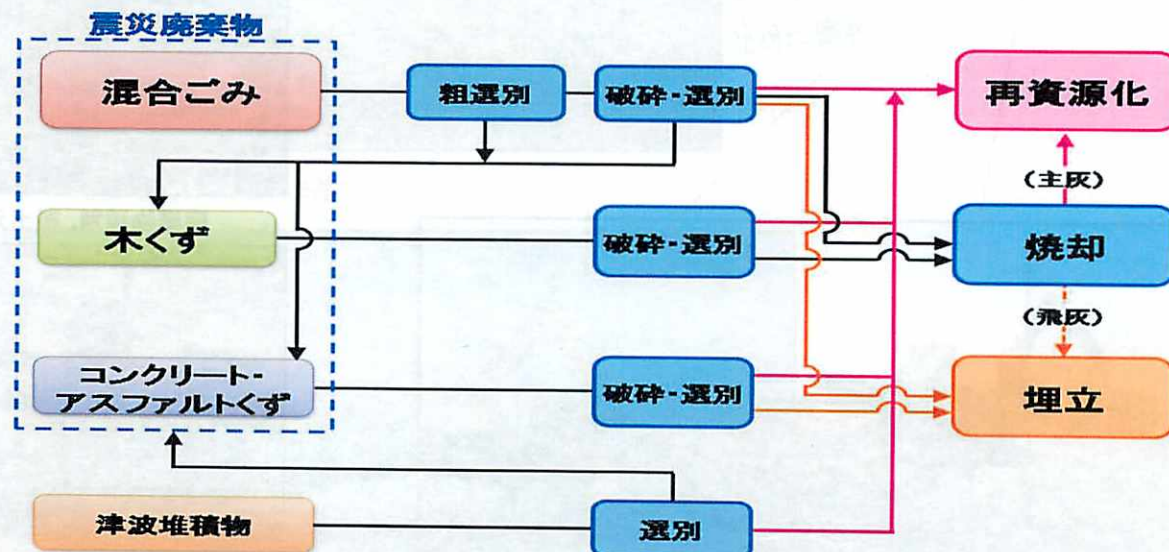 震災廃棄物
混合ごみ
粗選別
破砕・選別
再資源化
(主灰)
木くず
破砕・選別
焼却
(飛灰)
コンクリート・
アスファルトくず
破砕・選別
埋立
津波堆積物
選別